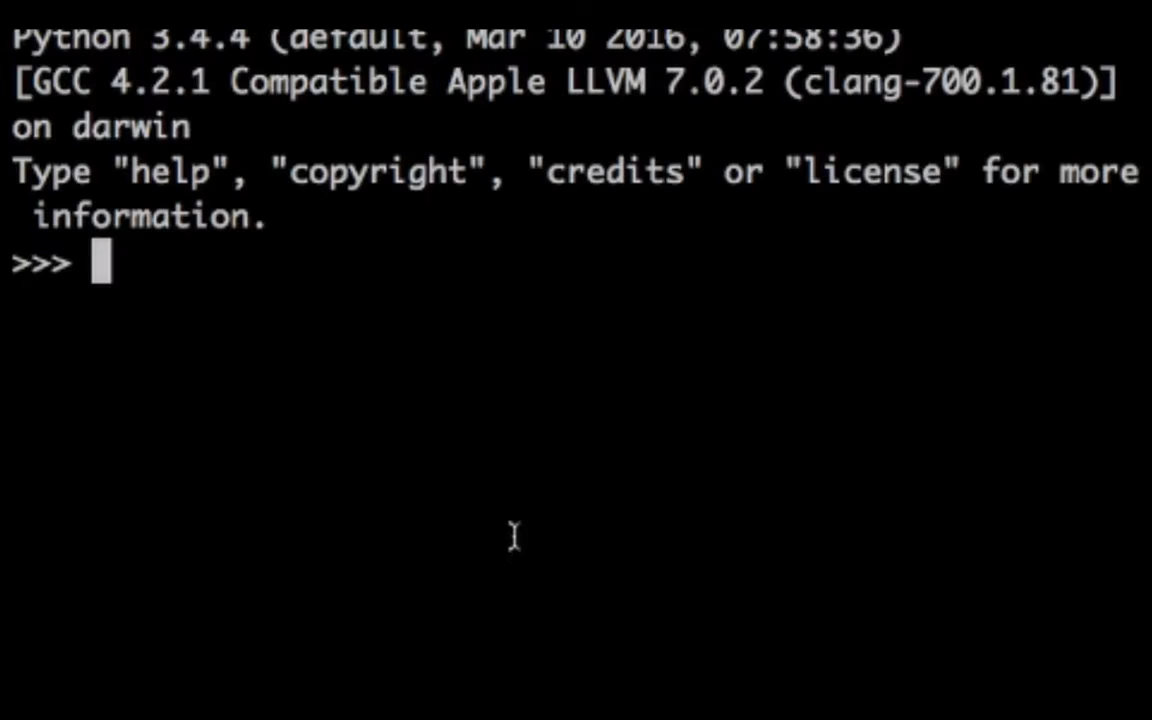 Python 3.4.4 (default, Mar 10 2016, 07:58:36)
[GCC 4.2.1 Compatible Apple LLVM 7.0.2 (clang-700.1.81)]
on darwin
Type "help", "copyright", "credits" or "license" for more
 information.
>>>